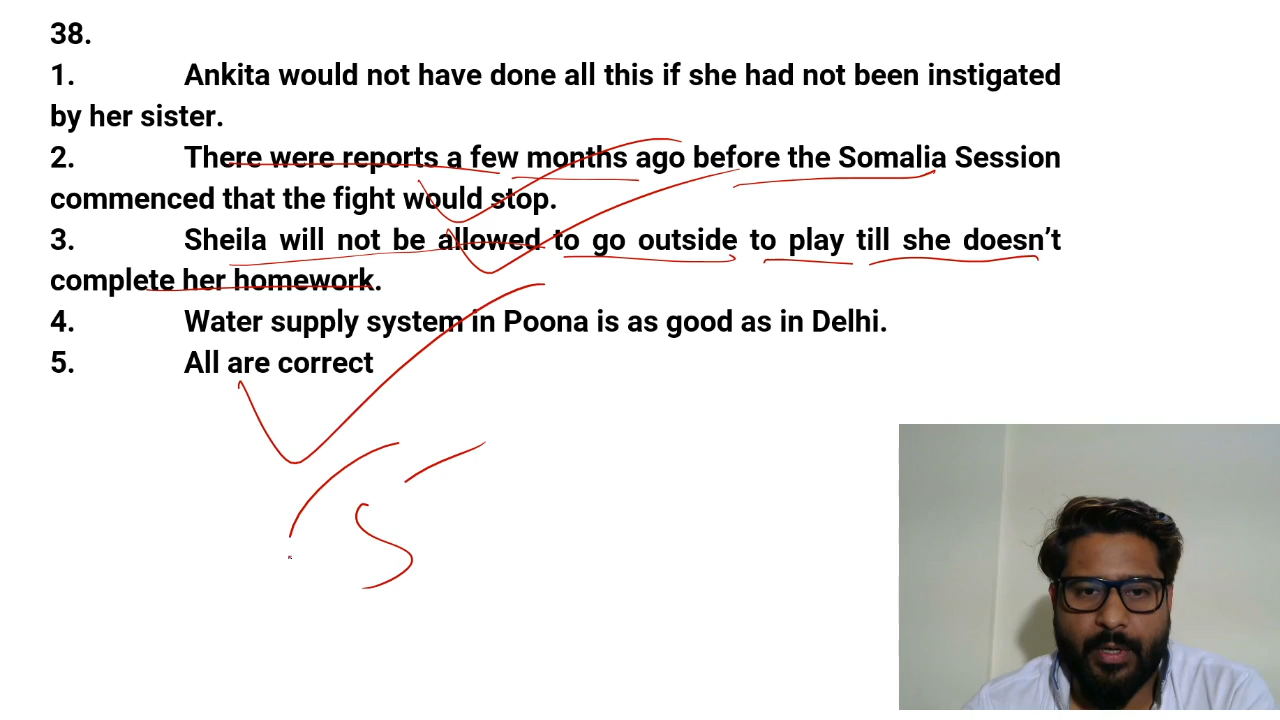 38.
1. Ankita would not have done all this if she had not been instigated
by her sister.
2. There were reports a few months ago before the Somalia Session
commenced that the fight would stop.
3. Sheila will not be allowed to go outside to play till she doesn’t
complete her homework.
4. Water supply system in Poona is as good as in Delhi.
5. All are correct
5